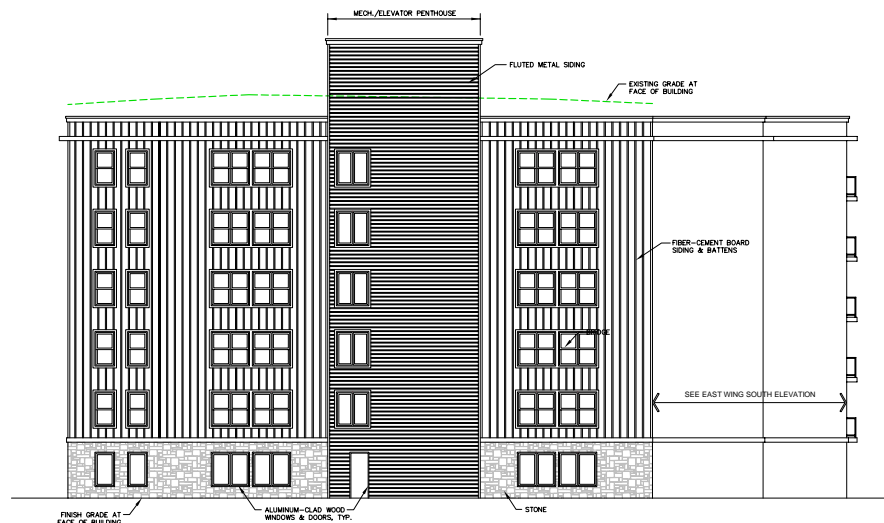 MECH./ELEVATOR PENTHOUSE
FLUTED METAL SIDING
EXISTING GRADE AT
FACE OF BUILDING
FIBER-CEMENT BOARD
SIDING & BATTENS
BRIDGE
SEE EAST WING SOUTH ELEVATION
FINISH GRADE AT
FACE OF BUILDING
ALUMINUM-CLAD WOOD
WINDOWS & DOORS, TYP.
STONE